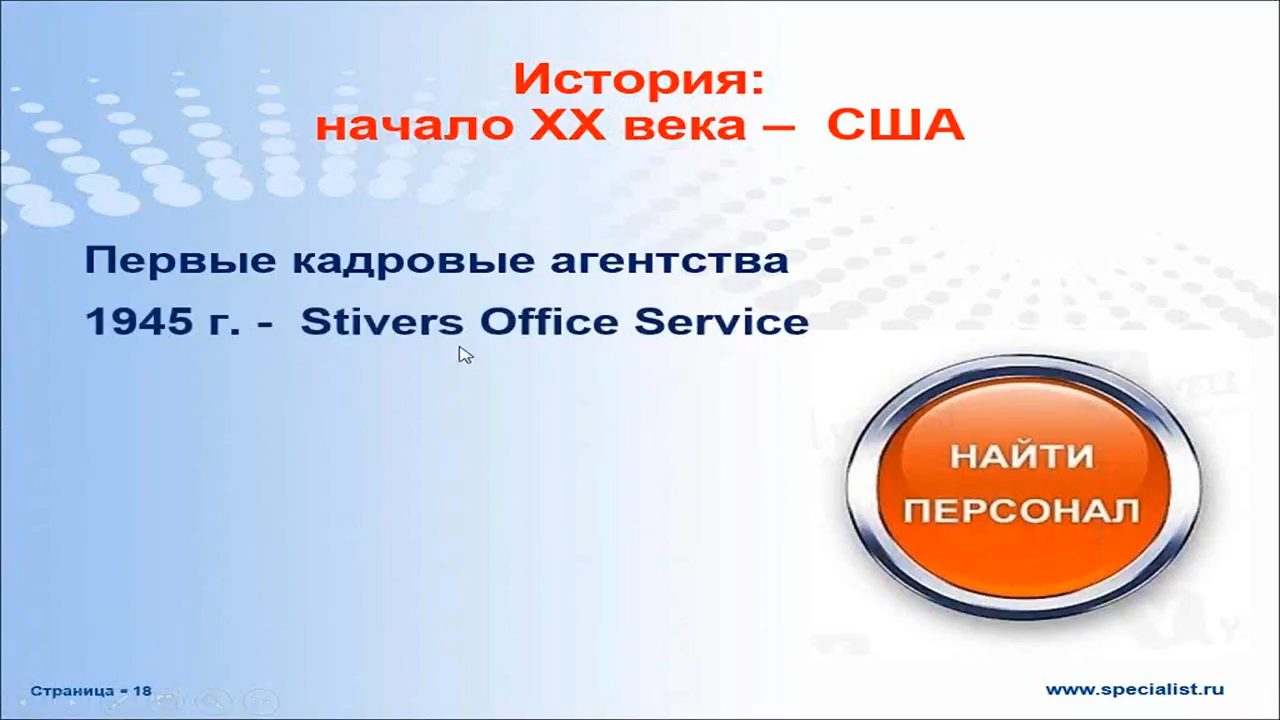 История:
начало XX века – США
Первые кадровые агентства
1945 г. - Stivers Office Service
НАЙТИ
ПЕРСОНАЛ
Страница = 18
www.specialist.ru